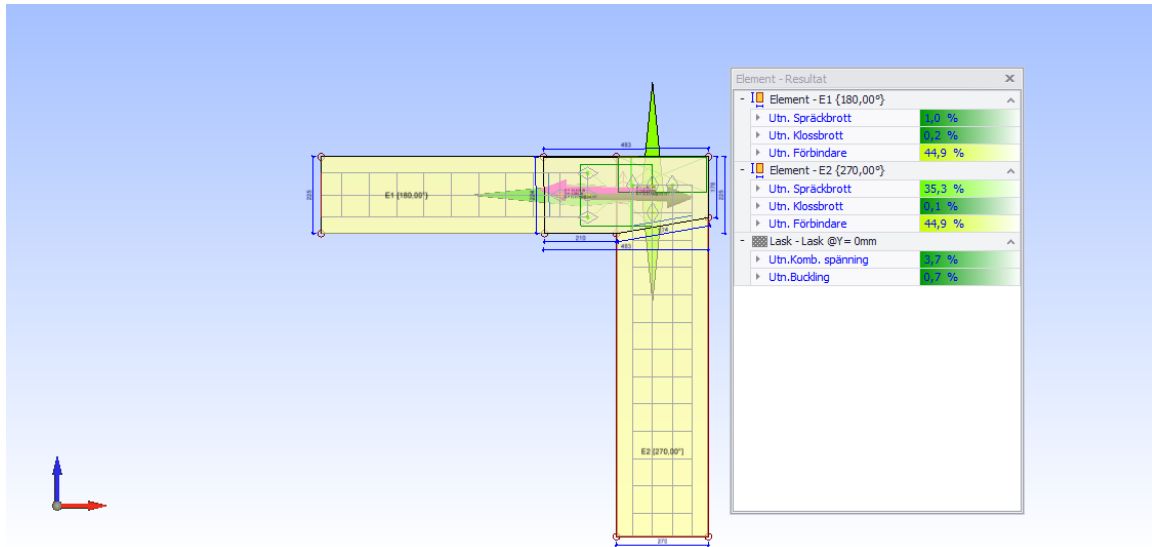 Element - Resultat
Element - E1 {180,00°}
Utn. Spräckbrott 1,0 %
Utn. Klossbrott 0,2 %
Utn. Förbindare 44,9 %
Element - E2 {270,00°}
Utn. Spräckbrott 35,3 %
Utn. Klossbrott 0,1 %
Utn. Förbindare 44,9 %
Lask - Lask @Y= 0mm
Utn.Komb. spänning 3,7 %
Utn.Buckling 0,7 %
483
225
E1 {180,00°}
178
225
210
274
483
E2 {270,00°}
270